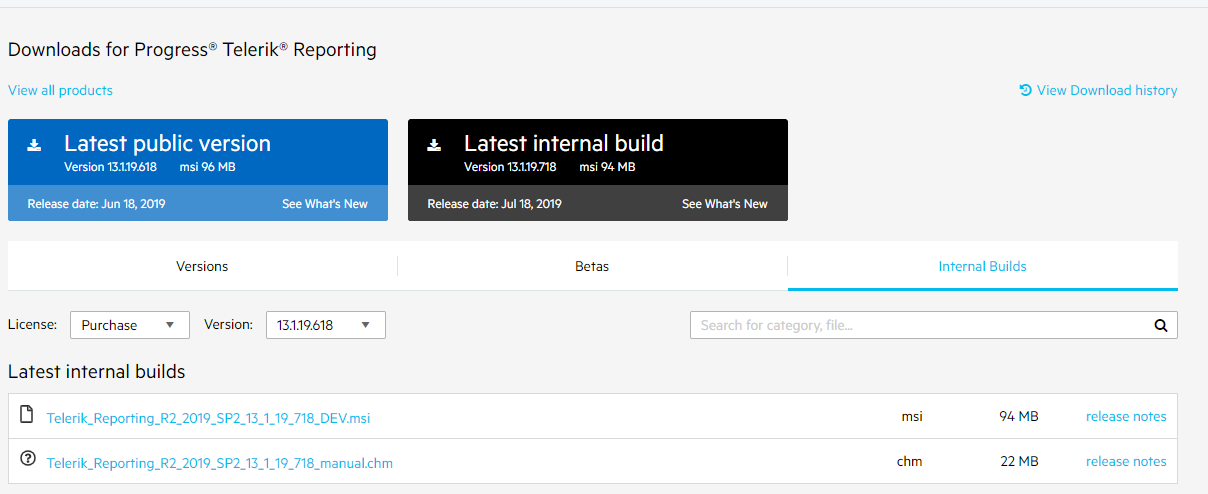 Downloads for Progress® Telerik® Reporting
View all products
View Download history
Latest public version
Version 13.1.19.618 msi 96 MB
Release date: Jun 18, 2019 See What's New
Latest internal build
Version 13.1.19.718 msi 94 MB
Release date: Jul 18, 2019 See What's New
Versions Betas Internal Builds
License: Purchase Version: 13.1.19.618 Search for category, file...
Latest internal builds
Telerik_Reporting_R2_2019_SP2_13_1_19_718_DEV.msi msi 94 MB release notes
Telerik_Reporting_R2_2019_SP2_13_1_19_718_manual.chm chm 22 MB release notes